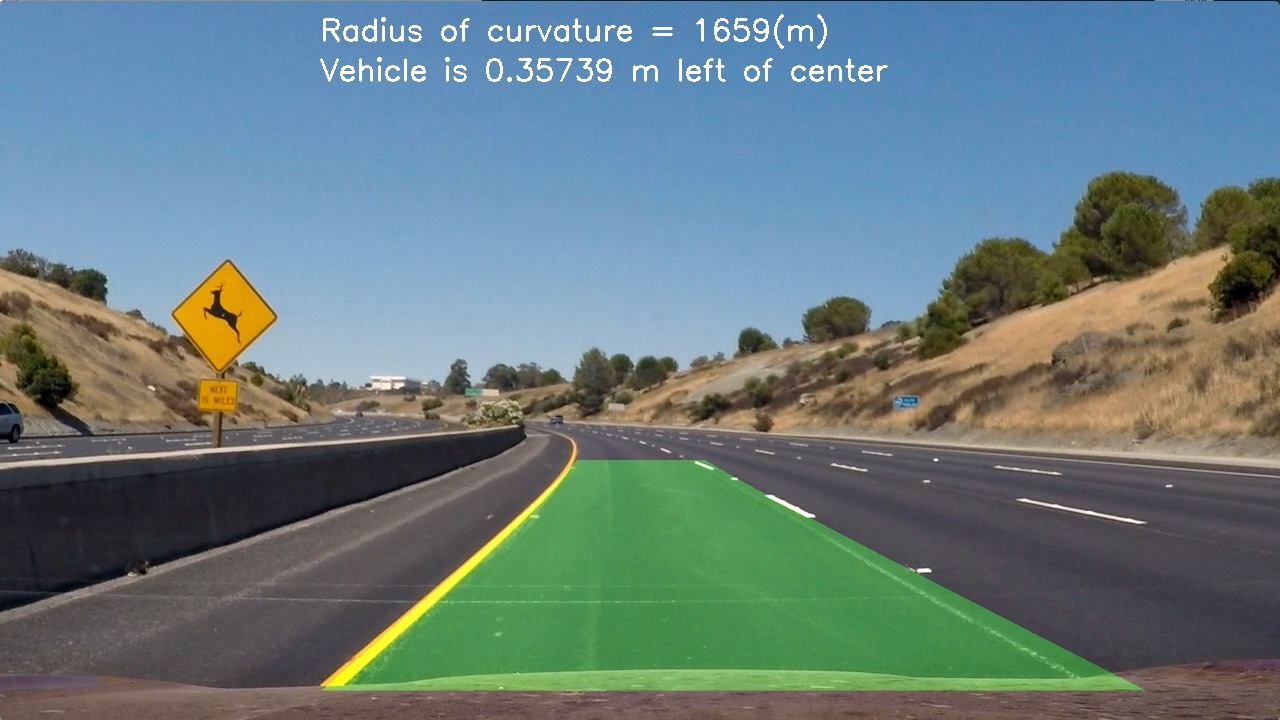 Radius of curvature = 1659(m)
Vehicle is 0.35739 m left of center
NEXT
15 MILES